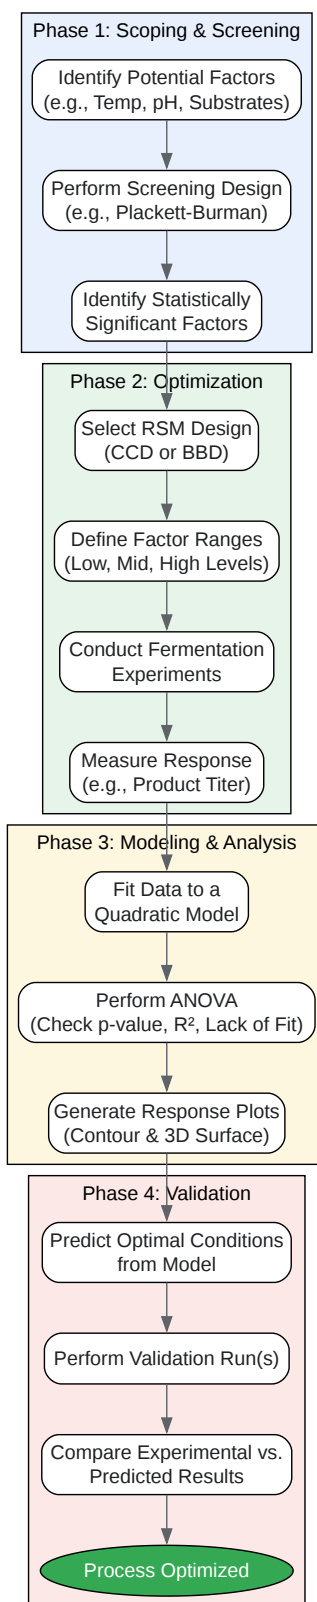 Phase 1: Scoping & Screening
Identify Potential Factors
(e.g., Temp, pH, Substrates)
Perform Screening Design
(e.g., Plackett-Burman)
Identify Statistically
Significant Factors
Phase 2: Optimization
Select RSM Design
(CCD or BBD)
Define Factor Ranges
(Low, Mid, High Levels)
Conduct Fermentation
Experiments
Measure Response
(e.g., Product Titer)
Phase 3: Modeling & Analysis
Fit Data to a
Quadratic Model
Perform ANOVA
(Check p-value, R², Lack of Fit)
Generate Response Plots
(Contour & 3D Surface)
Phase 4: Validation
Predict Optimal Conditions
from Model
Perform Validation Run(s)
Compare Experimental vs.
Predicted Results
Process Optimized